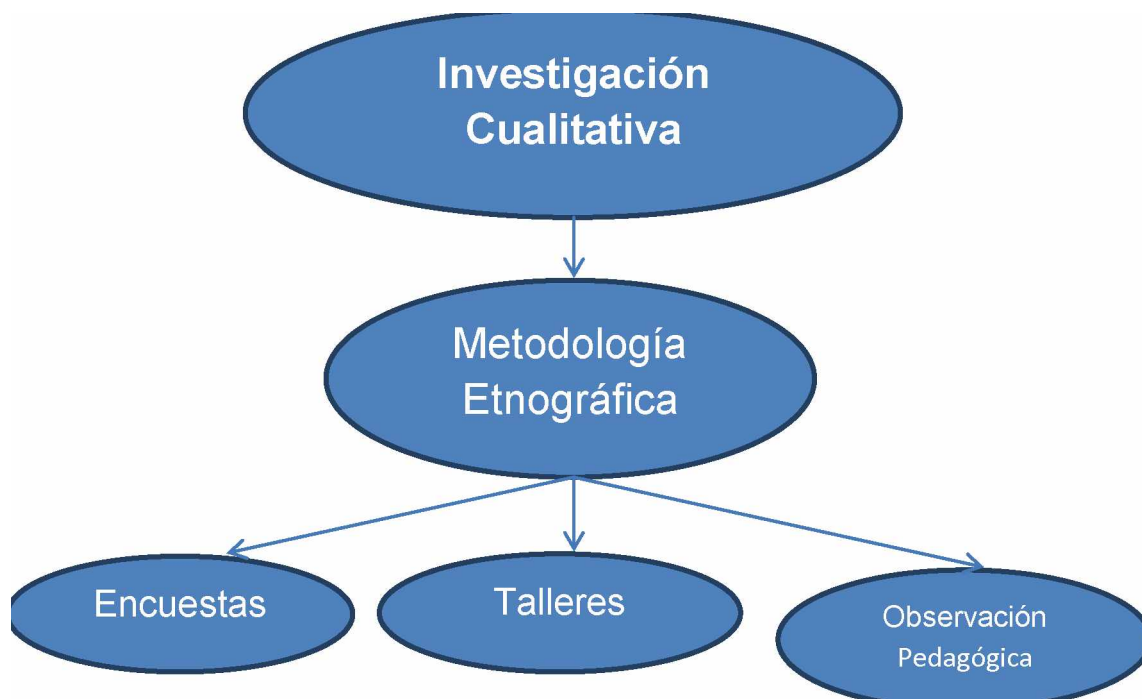 Investigación
Cualitativa
Metodología
Etnográfica
Encuestas
Talleres
Observación
Pedagógica